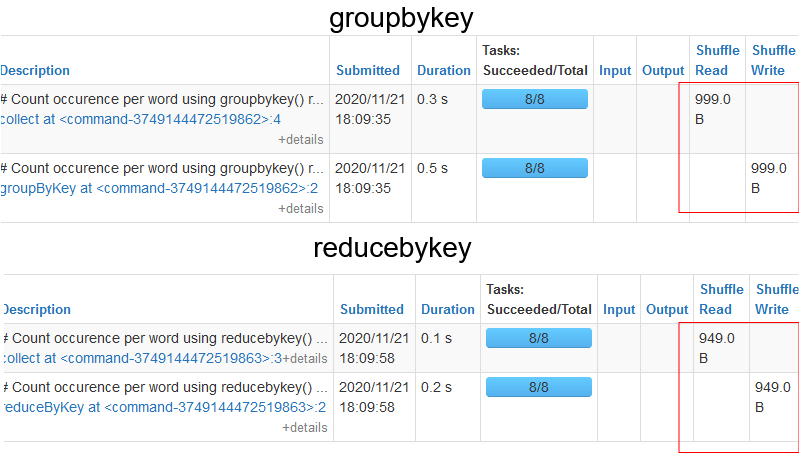 groupbykey
Description Submitted Duration Tasks: Succeeded/Total Input Output Shuffle Read Shuffle Write
# Count occurence per word using groupbykey() r... 2020/11/21 18:09:35 0.3 s 8/8 999.0 B
collect at <command-3749144472519862>:4
+details
# Count occurence per word using groupbykey() r... 2020/11/21 18:09:35 0.5 s 8/8 999.0 B
groupByKey at <command-3749144472519862>:2
+details
reducebykey
Description Submitted Duration Tasks: Succeeded/Total Input Output Shuffle Read Shuffle Write
# Count occurence per word using reducebykey() ... 2020/11/21 18:09:58 0.1 s 8/8 949.0 B
collect at <command-3749144472519863>:3 +details
# Count occurence per word using reducebykey() ... 2020/11/21 18:09:58 0.2 s 8/8 949.0 B
reduceByKey at <command-3749144472519863>:2
+details